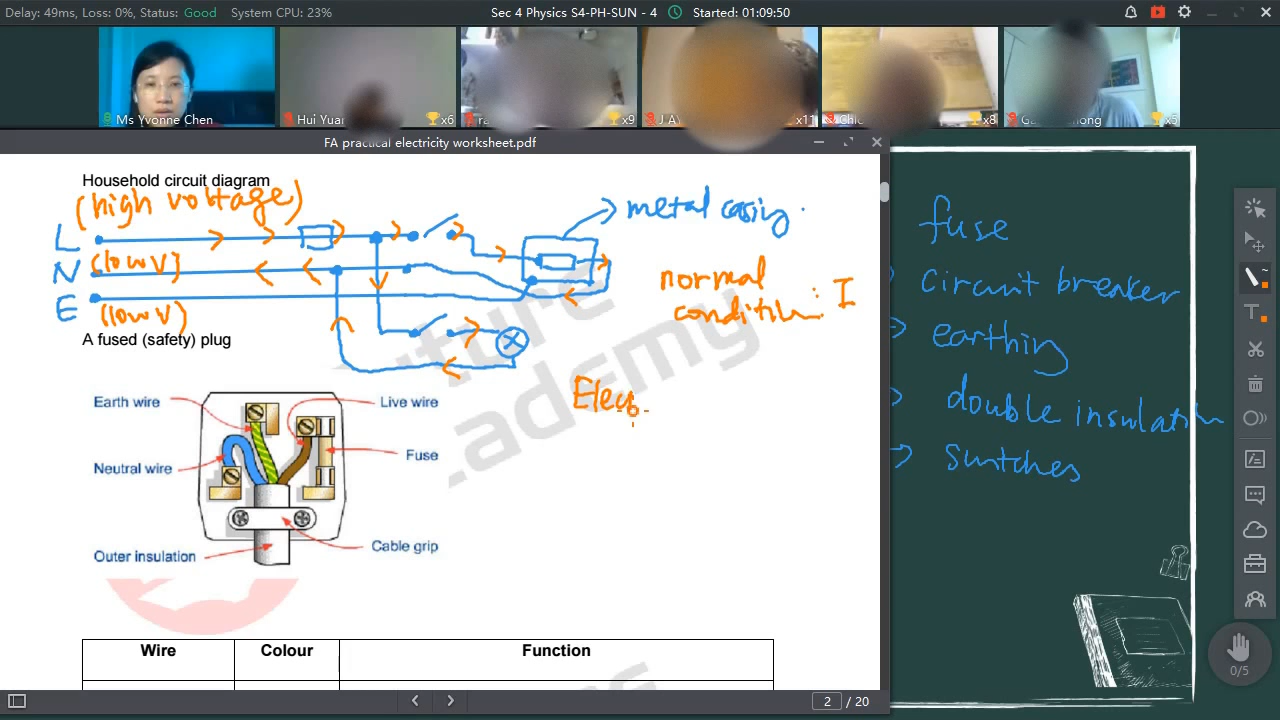 Delay: 49ms, Loss: 0%, Status: Good System CPU: 23%
Sec 4 Physics S4-PH-SUN - 4 Started: 01:09:50
Ms Yvonne Chen
Hui Yuan
x6
x9
J A
x11
Chl
x8
x5
FA practical electricity worksheet.pdf
Household circuit diagram
(high voltage)
L
N (low V)
E (low V)
metal casing.
normal
condition: I
Elec
A fused (safety) plug
Earth wire
Live wire
Neutral wire
Fuse
Outer insulation
Cable grip
Wire Colour Function
2 / 20
fuse
circuit breaker
earthing
double insulation
switches
0/5